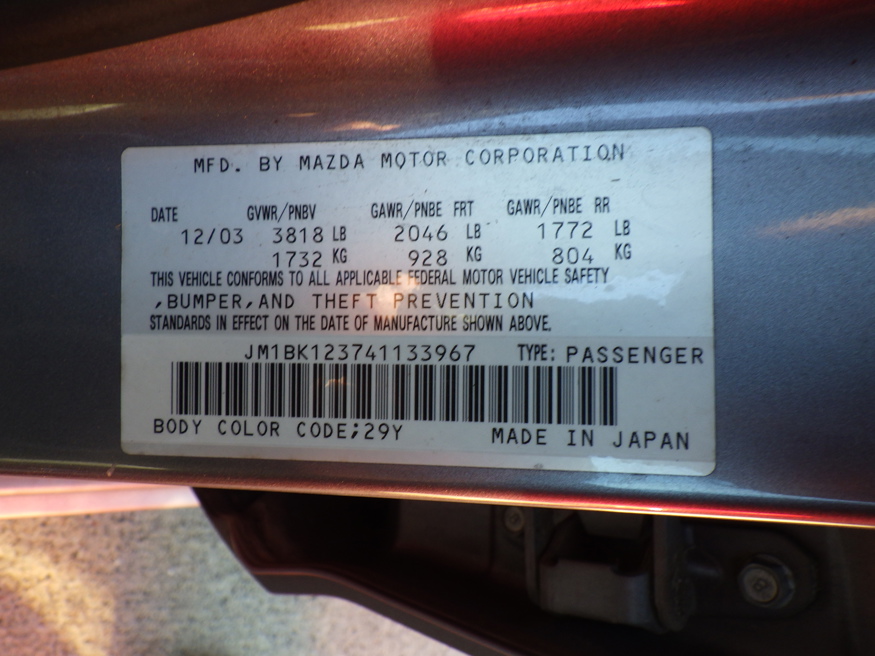 MFD. BY MAZDA MOTOR CORPORATION
DATE GVWR/PNBV GAWR/PNBE FRT GAWR/PNBE RR
12/03 3818 LB 2046 LB 1772 LB
1732 KG 928 KG 804 KG
THIS VEHICLE CONFORMS TO ALL APPLICABLE FEDERAL MOTOR VEHICLE SAFETY
,BUMPER,AND THEFT PREVENTION
STANDARDS IN EFFECT ON THE DATE OF MANUFACTURE SHOWN ABOVE.
JM1BK123741133967 TYPE: PASSENGER
BODY COLOR CODE;29Y MADE IN JAPAN